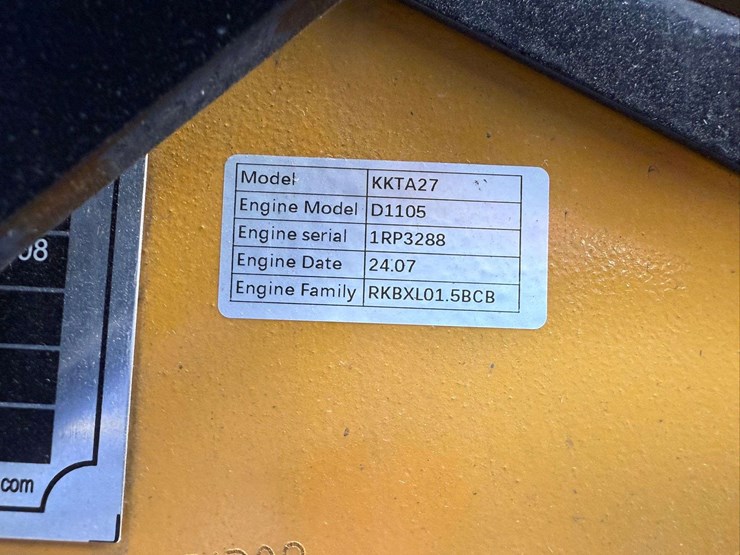 Model KKTA27
Engine Model D1105
Engine serial 1RP3288
Engine Date 24.07
Engine Family RKBXL01.5BCB
08
com